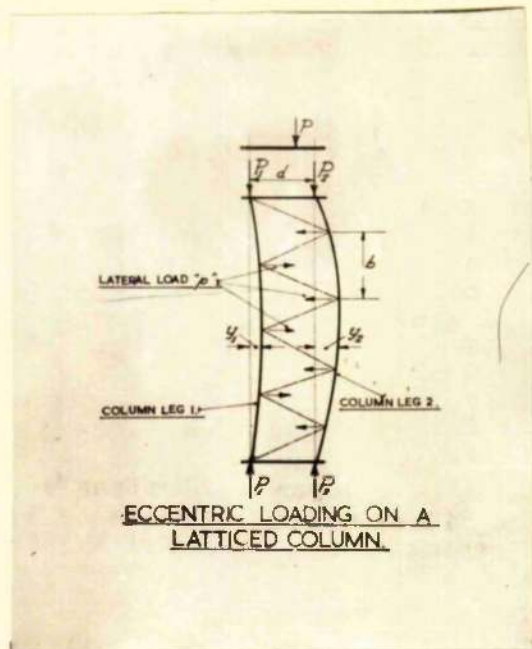 P
P₁ d P₂
b
LATERAL LOAD "p"
y₁ y₂
COLUMN LEG 1.
COLUMN LEG 2.
P₁ P₂
ECCENTRIC LOADING ON A
LATTICED COLUMN.